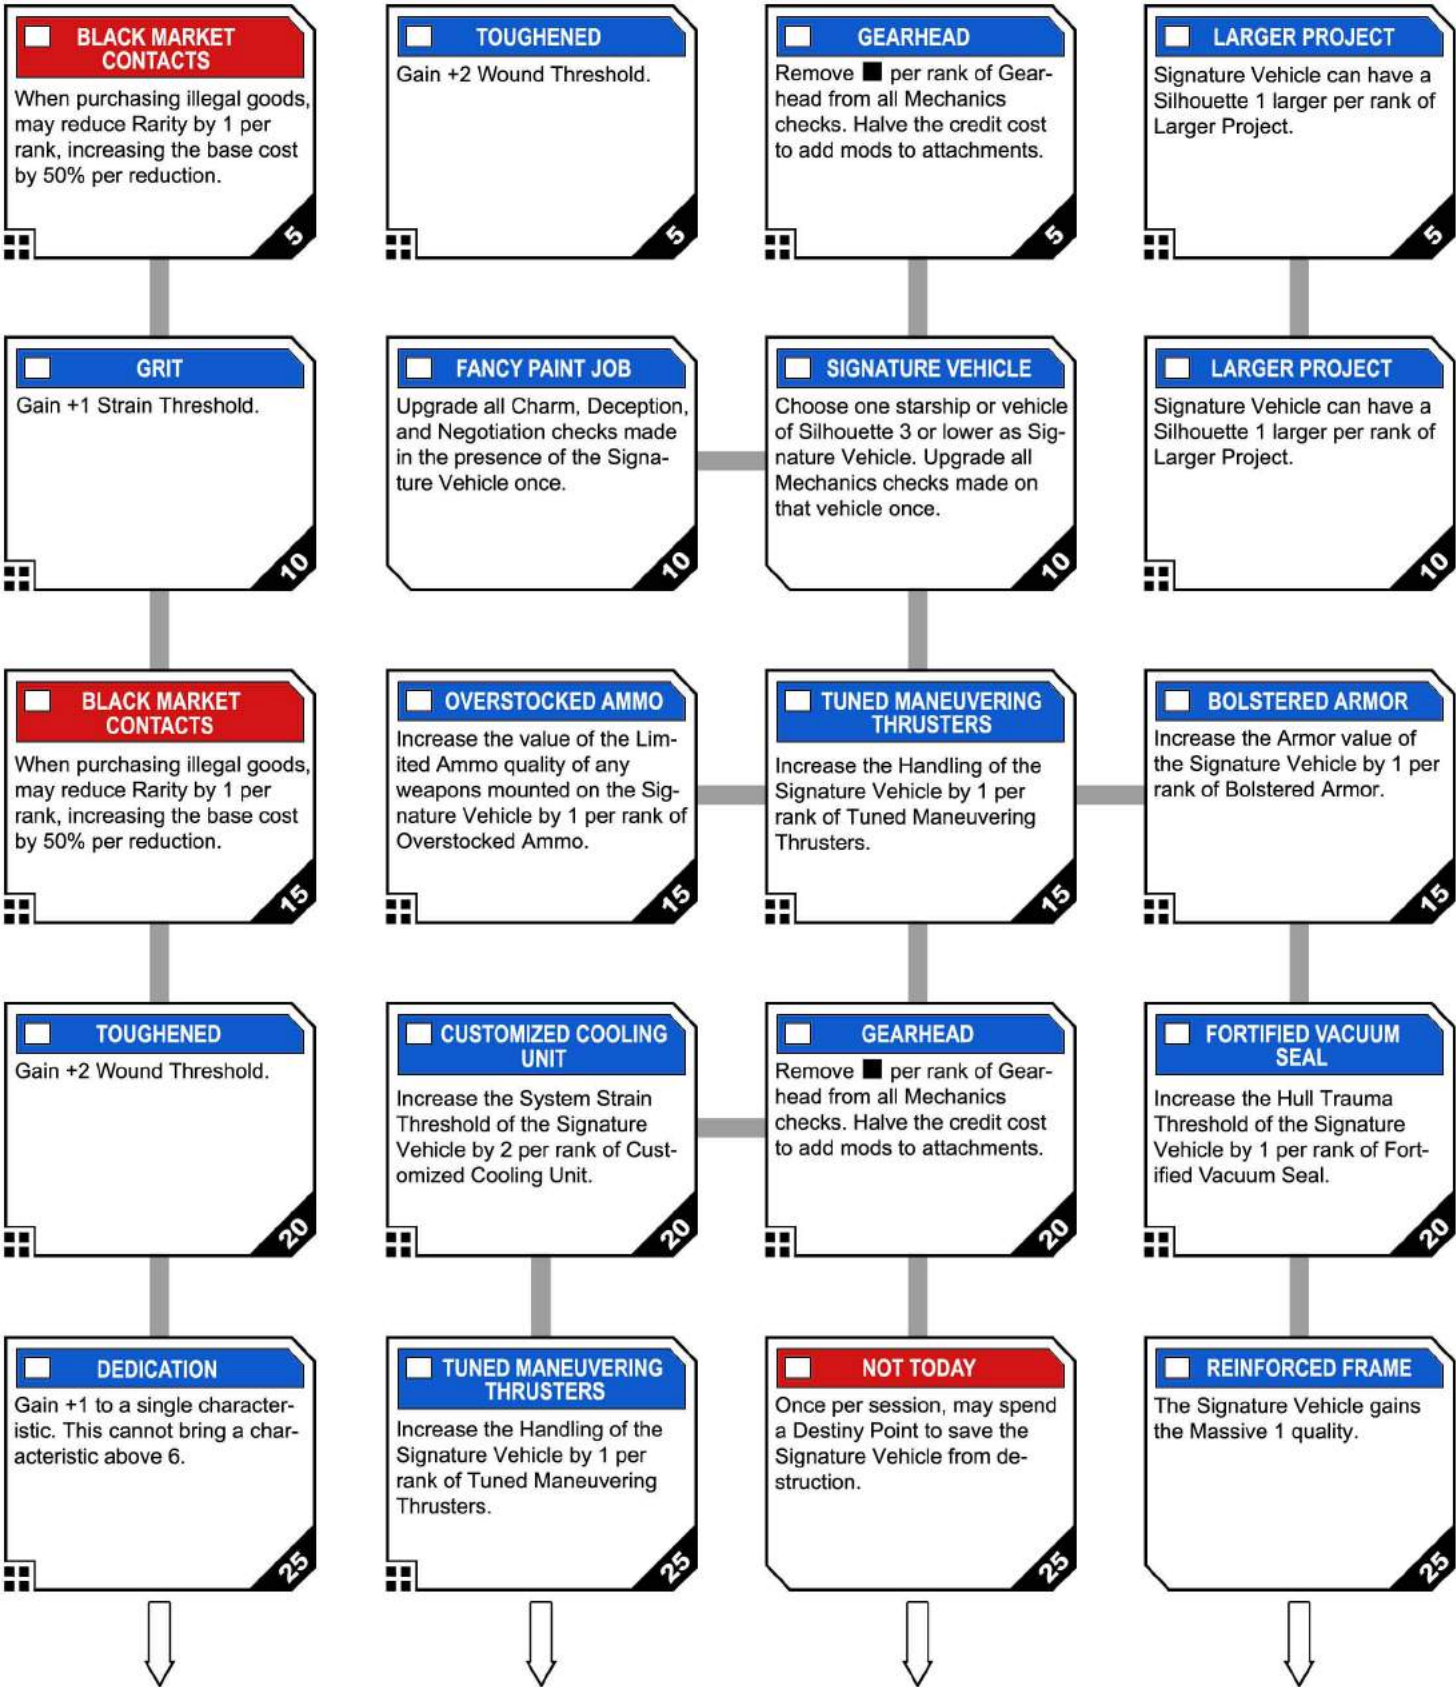 BLACK MARKET
CONTACTS
When purchasing illegal goods,
may reduce Rarity by 1 per
rank, increasing the base cost
by 50% per reduction.
5
TOUGHENED
Gain +2 Wound Threshold.
5
GEARHEAD
Remove ■ per rank of Gear-
head from all Mechanics
checks. Halve the credit cost
to add mods to attachments.
5
LARGER PROJECT
Signature Vehicle can have a
Silhouette 1 larger per rank of
Larger Project.
5
GRIT
Gain +1 Strain Threshold.
10
FANCY PAINT JOB
Upgrade all Charm, Deception,
and Negotiation checks made
in the presence of the Signa-
ture Vehicle once.
10
SIGNATURE VEHICLE
Choose one starship or vehicle
of Silhouette 3 or lower as Sig-
nature Vehicle. Upgrade all
Mechanics checks made on
that vehicle once.
10
LARGER PROJECT
Signature Vehicle can have a
Silhouette 1 larger per rank of
Larger Project.
10
BLACK MARKET
CONTACTS
When purchasing illegal goods,
may reduce Rarity by 1 per
rank, increasing the base cost
by 50% per reduction.
15
OVERSTOCKED AMMO
Increase the value of the Lim-
ited Ammo quality of any
weapons mounted on the Sig-
nature Vehicle by 1 per rank of
Overstocked Ammo.
15
TUNED MANEUVERING
THRUSTERS
Increase the Handling of the
Signature Vehicle by 1 per
rank of Tuned Maneuvering
Thrusters.
15
BOLSTERED ARMOR
Increase the Armor value of
the Signature Vehicle by 1 per
rank of Bolstered Armor.
15
TOUGHENED
Gain +2 Wound Threshold.
20
CUSTOMIZED COOLING
UNIT
Increase the System Strain
Threshold of the Signature
Vehicle by 2 per rank of Cust-
omized Cooling Unit.
20
GEARHEAD
Remove ■ per rank of Gear-
head from all Mechanics
checks. Halve the credit cost
to add mods to attachments.
20
FORTIFIED VACUUM
SEAL
Increase the Hull Trauma
Threshold of the Signature
Vehicle by 1 per rank of Fort-
ified Vacuum Seal.
20
DEDICATION
Gain +1 to a single character-
istic. This cannot bring a char-
acteristic above 6.
25
TUNED MANEUVERING
THRUSTERS
Increase the Handling of the
Signature Vehicle by 1 per
rank of Tuned Maneuvering
Thrusters.
25
NOT TODAY
Once per session, may spend
a Destiny Point to save the
Signature Vehicle from de-
struction.
25
REINFORCED FRAME
The Signature Vehicle gains
the Massive 1 quality.
25